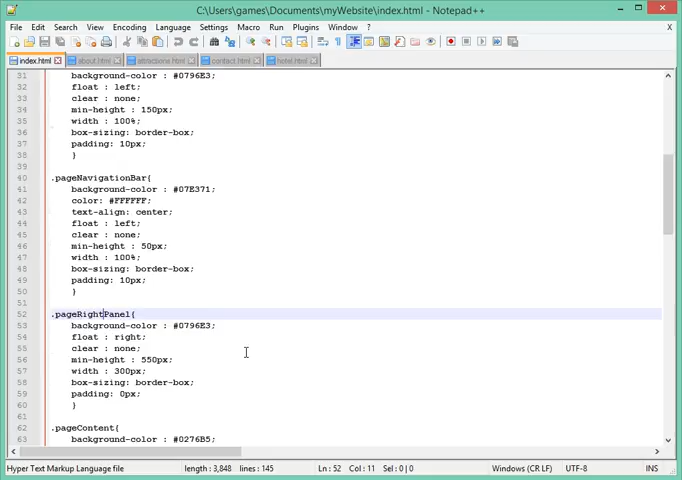 C:\Users\games\Documents\myWebsite\index.html - Notepad++
File Edit Search View Encoding Language Settings Macro Run Plugins Window ? X
index.html about.html attractions.html contact.html hotel.html
31 background-color : #0796E3;
32 float : left;
33 clear : none;
34 min-height : 150px;
35 width : 100%;
36 box-sizing: border-box;
37 padding: 10px;
38 }
39
40 .pageNavigationBar{
41 background-color : #07E371;
42 color: #FFFFFF;
43 text-align: center;
44 float : left;
45 clear : none;
46 min-height : 50px;
47 width : 100%;
48 box-sizing: border-box;
49 padding: 10px;
50 }
51
52 .pageRightPanel{
53 background-color : #0796E3;
54 float : right;
55 clear : none;
56 min-height : 550px;
57 width : 300px;
58 box-sizing: border-box;
59 padding: 0px;
60 }
61
62 .pageContent{
63 background-color : #0276B5;
Hyper Text Markup Language file length : 3,848 lines : 145 Ln : 52 Col : 11 Sel : 0 | 0 Windows (CR LF) UTF-8 INS